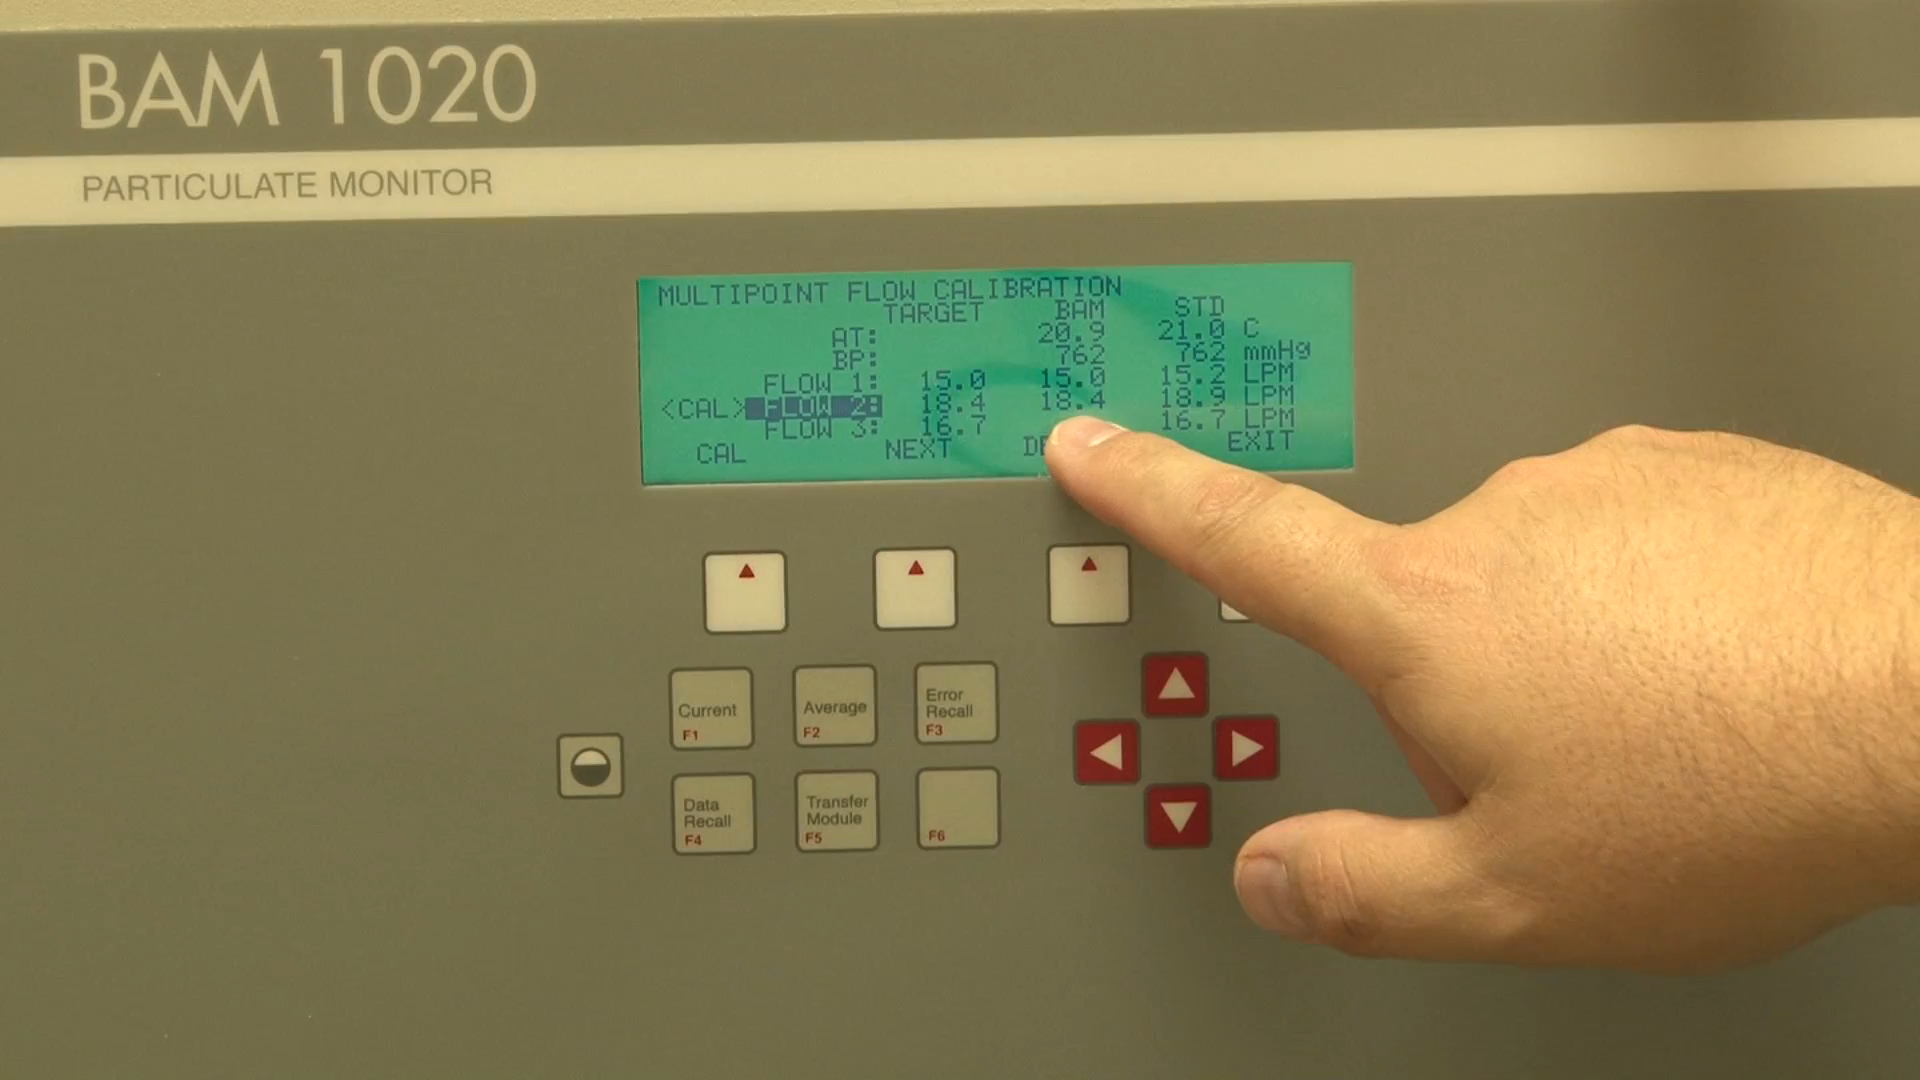 BAM 1020
PARTICULATE MONITOR
MULTIPOINT FLOW CALIBRATION
TARGET BAM STD
AT: 20.9 21.0 C
BP: 762 762 mmHg
FLOW 1: 15.0 15.0 15.2 LPM
<CAL> FLOW 2: 18.4 18.4 18.9 LPM
FLOW 3: 16.7 16.7 LPM
CAL NEXT EXIT
Current
F1
Average
F2
Error
Recall
F3
Data
Recall
F4
Transfer
Module
F5
F6